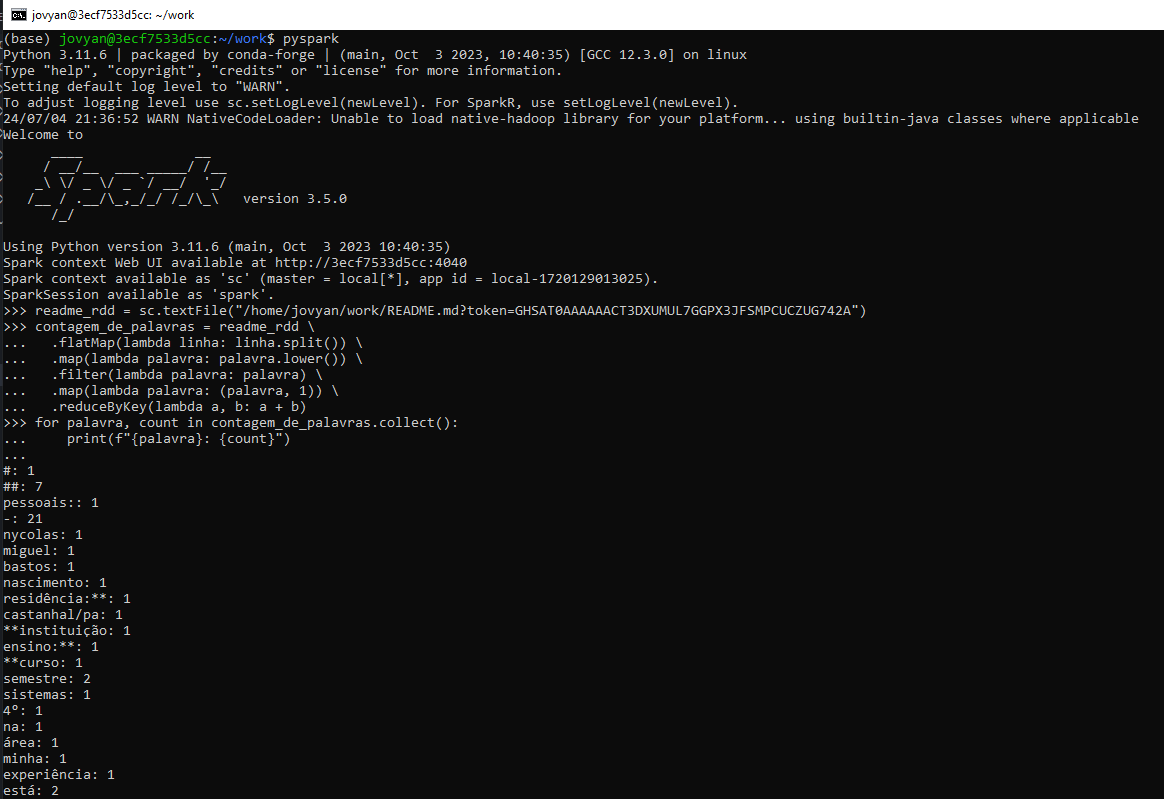 jovyan@3ecf7533d5cc: ~/work
(base) jovyan@3ecf7533d5cc:~/work$ pyspark
Python 3.11.6 | packaged by conda-forge | (main, Oct  3 2023, 10:40:35) [GCC 12.3.0] on linux
Type "help", "copyright", "credits" or "license" for more information.
Setting default log level to "WARN".
To adjust logging level use sc.setLogLevel(newLevel). For SparkR, use setLogLevel(newLevel).
24/07/04 21:36:52 WARN NativeCodeLoader: Unable to load native-hadoop library for your platform... using builtin-java classes where applicable
Welcome to
Spark version 3.5.0
Using Python version 3.11.6 (main, Oct  3 2023 10:40:35)
Spark context Web UI available at http://3ecf7533d5cc:4040
Spark context available as 'sc' (master = local[*], app id = local-1720129013025).
SparkSession available as 'spark'.
>>> readme_rdd = sc.textFile("/home/jovyan/work/README.md?token=GHSAT0AAAAAACT3DXUMUL7GGPX3JFSMPCUCZUG742A")
>>> contagem_de_palavras = readme_rdd \
...   .flatMap(lambda linha: linha.split()) \
...   .map(lambda palavra: palavra.lower()) \
...   .filter(lambda palavra: palavra) \
...   .map(lambda palavra: (palavra, 1)) \
...   .reduceByKey(lambda a, b: a + b)
>>> for palavra, count in contagem_de_palavras.collect():
...     print(f"{palavra}: {count}")
...
#: 1
##: 7
pessoais:: 1
-: 21
nycolas: 1
miguel: 1
bastos: 1
nascimento: 1
residência:**: 1
castanhal/pa: 1
**instituição: 1
ensino:**: 1
**curso: 1
semestre: 2
sistemas: 1
4º: 1
na: 1
área: 1
minha: 1
experiência: 1
está: 2